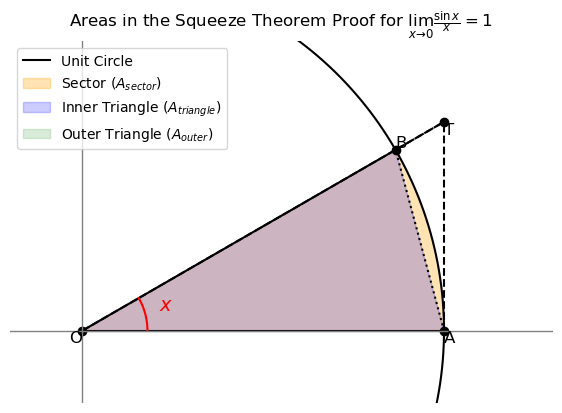 Areas in the Squeeze Theorem Proof for $\lim_{x \to 0} \frac{\sin x}{x} = 1$
Unit Circle
Sector ($A_{sector}$)
Inner Triangle ($A_{triangle}$)
Outer Triangle ($A_{outer}$)
T
B
x
O
A